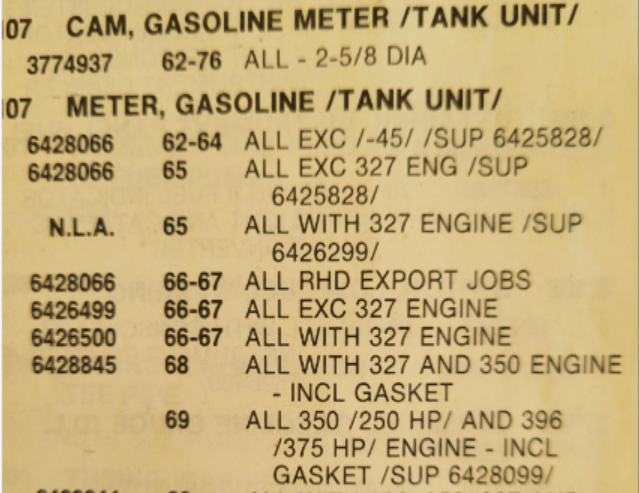 107 CAM, GASOLINE METER /TANK UNIT/
3774937 62-76 ALL - 2-5/8 DIA
107 METER, GASOLINE /TANK UNIT/
6428066 62-64 ALL EXC /-45/ /SUP 6425828/
6428066 65 ALL EXC 327 ENG /SUP
6425828/
N.L.A. 65 ALL WITH 327 ENGINE /SUP
6426299/
6428066 66-67 ALL RHD EXPORT JOBS
6426499 66-67 ALL EXC 327 ENGINE
6426500 66-67 ALL WITH 327 ENGINE
6428845 68 ALL WITH 327 AND 350 ENGINE
- INCL GASKET
69 ALL 350 /250 HP/ AND 396
/375 HP/ ENGINE - INCL
GASKET /SUP 6428099/